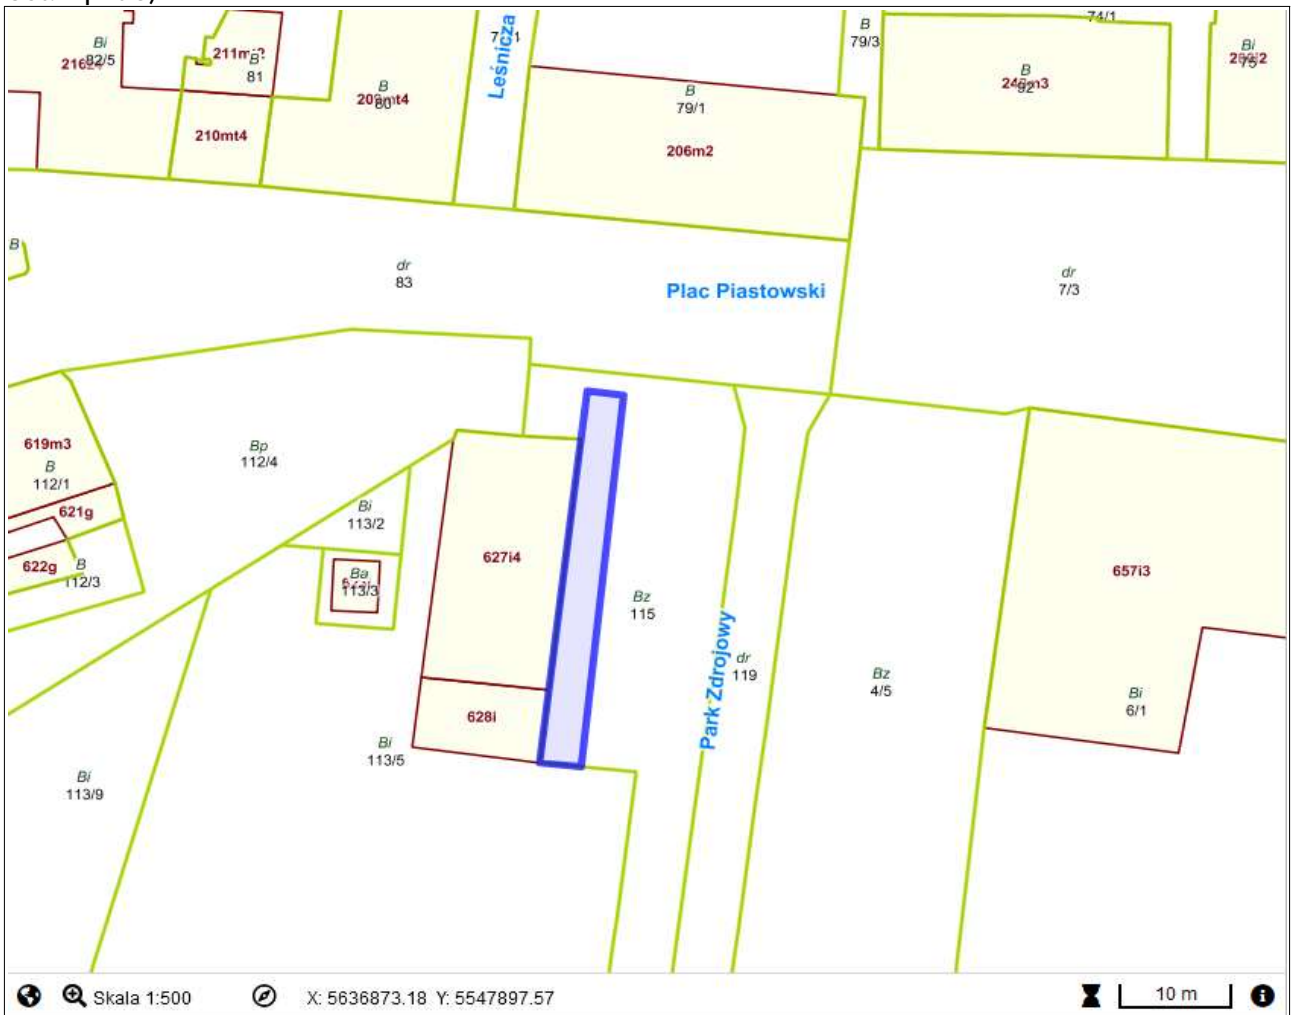 74/1
Bi
82/5
211m
B
81
B
210mt4
Leśnicza
B
79/1
206m2
B
79/3
B
92
Bi
75
B
dr
83
Plac Piastowski
dr
7/3
619m3
B
112/1
621g
622g
B
112/3
Bp
112/4
Bi
113/2
Ba
113/3
627i4
628i
Bz
115
Park Zdrojowy
dr
119
Bz
4/5
657i3
Bi
6/1
Bi
113/5
Bi
113/9
Skala 1:500
X: 5636873.18 Y: 5547897.57
10 m